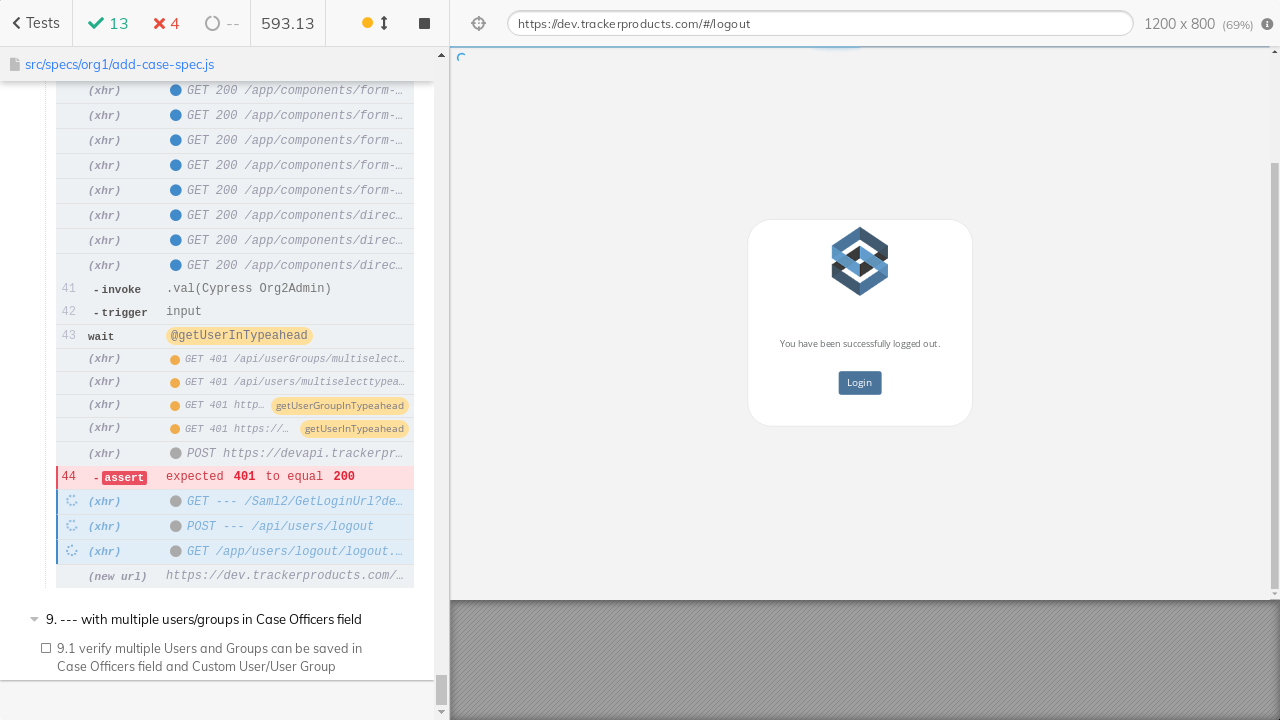 Tests 13 4 -- 593.13 https://dev.trackerproducts.com/#/logout 1200 x 800 (69%)
src/specs/org1/add-case-spec.js
(xhr) GET 200 /app/components/form-…
(xhr) GET 200 /app/components/form-…
(xhr) GET 200 /app/components/form-…
(xhr) GET 200 /app/components/form-…
(xhr) GET 200 /app/components/form-…
(xhr) GET 200 /app/components/direc…
(xhr) GET 200 /app/components/direc…
(xhr) GET 200 /app/components/direc…
41 -invoke .val(Cypress Org2Admin)
42 -trigger input
43 wait @getUserInTypeahead
(xhr) GET 401 /api/userGroups/multiselect…
(xhr) GET 401 /api/users/multiselecttypea…
(xhr) GET 401 http… getUserGroupInTypeahead
(xhr) GET 401 https://… getUserInTypeahead
(xhr) POST https://devapi.trackerpr…
44 -assert expected 401 to equal 200
(xhr) GET --- /Saml2/GetLoginUrl?de…
(xhr) POST --- /api/users/logout
(xhr) GET /app/users/logout/logout.…
(new url) https://dev.trackerproducts.com/…
9. --- with multiple users/groups in Case Officers field
9.1 verify multiple Users and Groups can be saved in
Case Officers field and Custom User/User Group
You have been successfully logged out.
Login